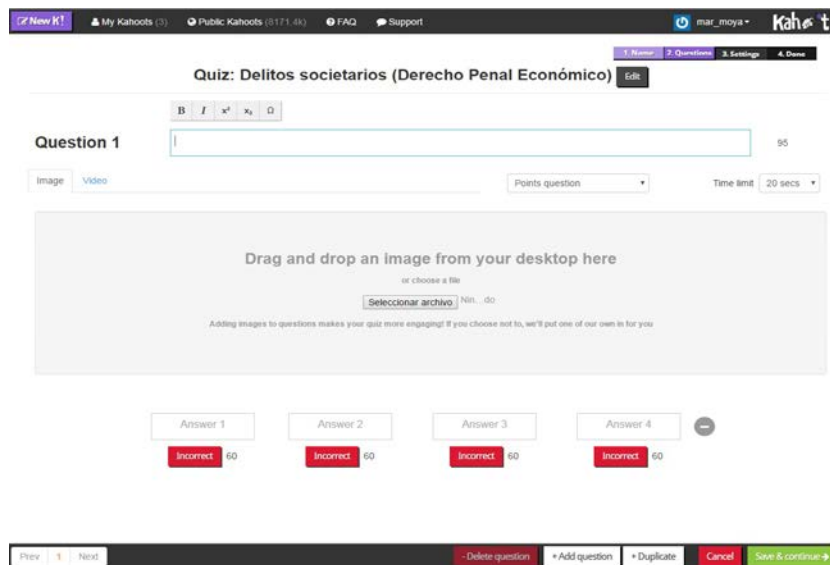 New K! My Kahoots (3) Public Kahoots (8171.4k) FAQ Support mar_moya Kahoot
1. Name 2. Questions 3. Settings 4. Done
Quiz: Delitos societarios (Derecho Penal Económico) Edit
B I x² x₂ Ω
Question 1 95
Image Video Points question Time limit 20 secs
Drag and drop an image from your desktop here
or choose a file
Seleccionar archivo Nin...do
Adding images to questions makes your quiz more engaging! If you choose not to, we'll put one of our own in for you
Answer 1 Answer 2 Answer 3 Answer 4
Incorrect 60 Incorrect 60 Incorrect 60 Incorrect 60
Prev 1 Next - Delete question + Add question + Duplicate Cancel Save & continue